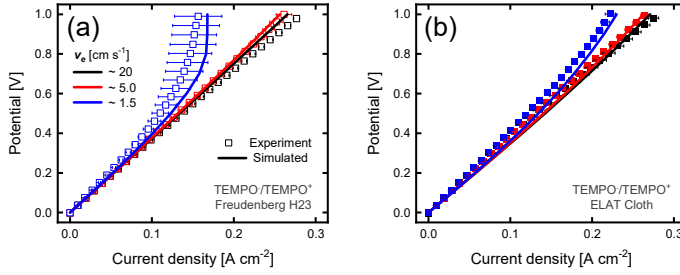 (a)
v_e [cm s⁻¹]
~ 20
~ 5.0
~ 1.5
Experiment
Simulated
TEMPO·/TEMPO⁺
Freudenberg H23
Potential [V]
1.0
0.8
0.6
0.4
0.2
0.0
0.0 0.1 0.2 0.3
Current density [A cm⁻²]
(b)
TEMPO·/TEMPO⁺
ELAT Cloth
Potential [V]
1.0
0.8
0.6
0.4
0.2
0.0
0.0 0.1 0.2 0.3
Current density [A cm⁻²]